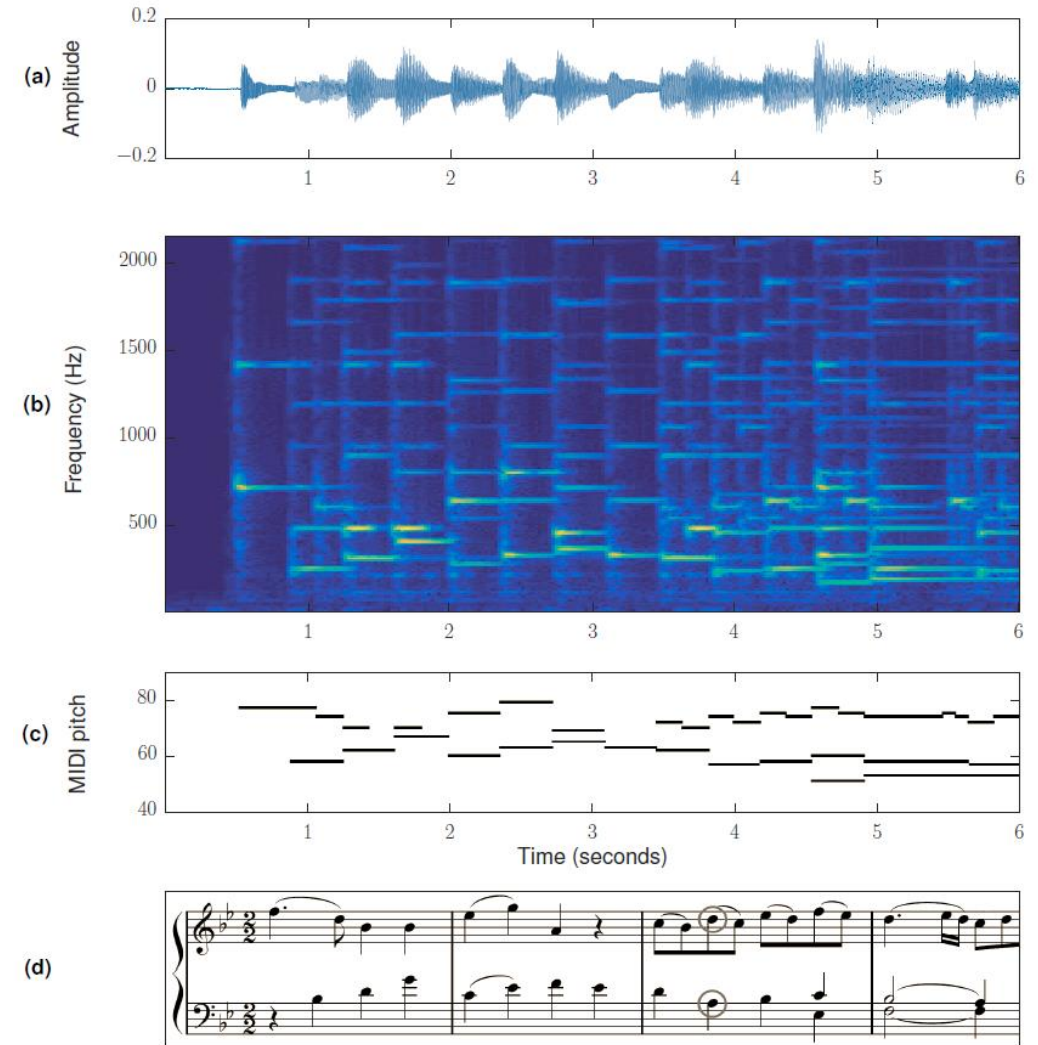 (a)
Amplitude
0.2
0
−0.2
1 2 3 4 5 6
(b)
Frequency (Hz)
2000
1500
1000
500
1 2 3 4 5 6
(c)
MIDI pitch
80
60
40
1 2 3 4 5 6
Time (seconds)
(d)
2
2
2
2